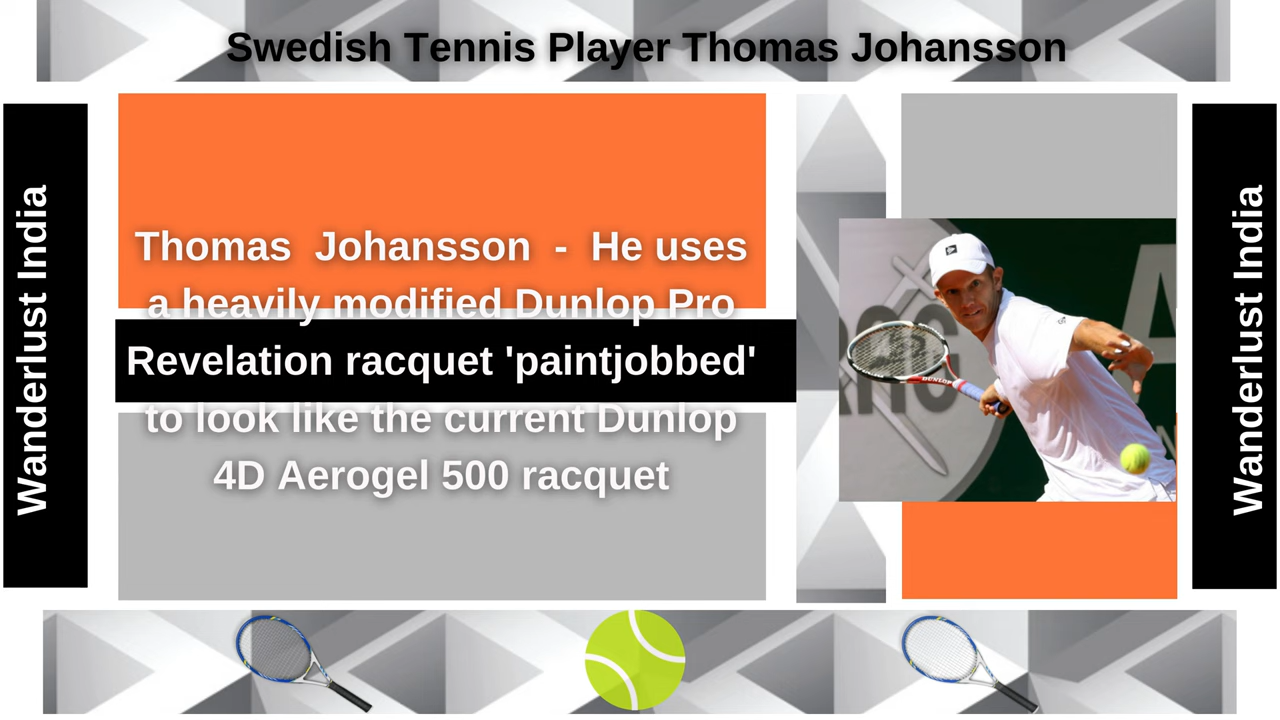 Swedish Tennis Player Thomas Johansson
Wanderlust India
Thomas Johansson - He uses
a heavily modified Dunlop Pro
Revelation racquet 'paintjobbed'
to look like the current Dunlop
4D Aerogel 500 racquet
DUNLOP
Wanderlust India